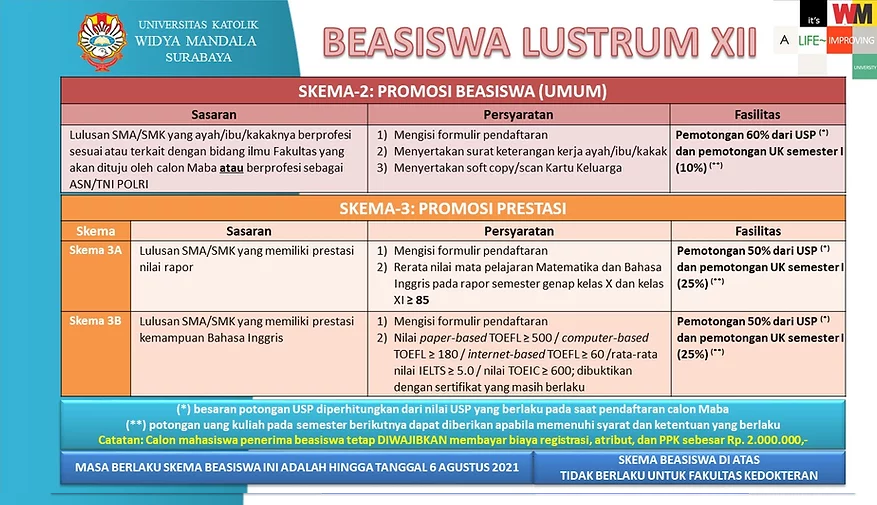 UNIVERSITAS KATOLIK
WIDYA MANDALA
SURABAYA
BEASISWA LUSTRUM XII
it's WM
A LIFE~ IMPROVING
UNIVERSITY
SKEMA-2: PROMOSI BEASISWA (UMUM)
Sasaran Persyaratan Fasilitas
Lulusan SMA/SMK yang ayah/ibu/kakaknya berprofesi
sesuai atau terkait dengan bidang ilmu Fakultas yang
akan dituju oleh calon Maba atau berprofesi sebagai
ASN/TNI POLRI
1) Mengisi formulir pendaftaran
2) Menyertakan surat keterangan kerja ayah/ibu/kakak
3) Menyertakan soft copy/scan Kartu Keluarga
Pemotongan 60% dari USP (*)
dan pemotongan UK semester I
(10%) (**)
SKEMA-3: PROMOSI PRESTASI
Skema Sasaran Persyaratan Fasilitas
Skema 3A
Lulusan SMA/SMK yang memiliki prestasi
nilai rapor
1) Mengisi formulir pendaftaran
2) Rerata nilai mata pelajaran Matematika dan Bahasa
Inggris pada rapor semester genap kelas X dan kelas
XI ≥ 85
Pemotongan 50% dari USP (*)
dan pemotongan UK semester I
(25%) (**)
Skema 3B
Lulusan SMA/SMK yang memiliki prestasi
kemampuan Bahasa Inggris
1) Mengisi formulir pendaftaran
2) Nilai paper-based TOEFL ≥ 500 / computer-based
TOEFL ≥ 180 / internet-based TOEFL ≥ 60 /rata-rata
nilai IELTS ≥ 5.0 / nilai TOEIC ≥ 600; dibuktikan
dengan sertifikat yang masih berlaku
Pemotongan 50% dari USP (*)
dan pemotongan UK semester I
(25%) (**)
(*) besaran potongan USP diperhitungkan dari nilai USP yang berlaku pada saat pendaftaran calon Maba
(**) potongan uang kuliah pada semester berikutnya dapat diberikan apabila memenuhi syarat dan ketentuan yang berlaku
Catatan: Calon mahasiswa penerima beasiswa tetap DIWAJIBKAN membayar biaya registrasi, atribut, dan PPK sebesar Rp. 2.000.000,-
MASA BERLAKU SKEMA BEASISWA INI ADALAH HINGGA TANGGAL 6 AGUSTUS 2021
SKEMA BEASISWA DI ATAS
TIDAK BERLAKU UNTUK FAKULTAS KEDOKTERAN